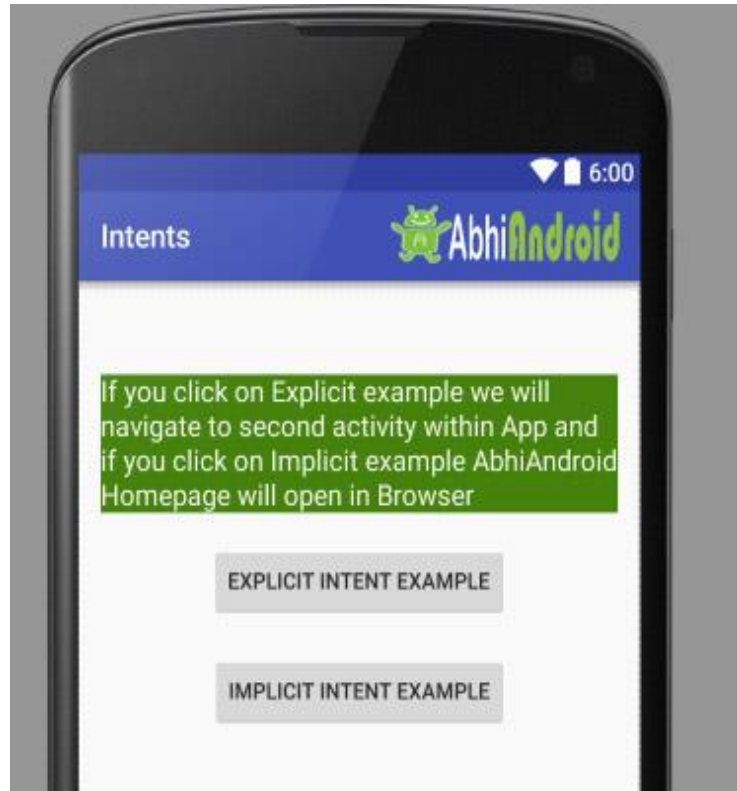 6:00
Intents
AbhiAndroid
If you click on Explicit example we will
navigate to second activity within App and
if you click on Implicit example AbhiAndroid
Homepage will open in Browser
EXPLICIT INTENT EXAMPLE
IMPLICIT INTENT EXAMPLE